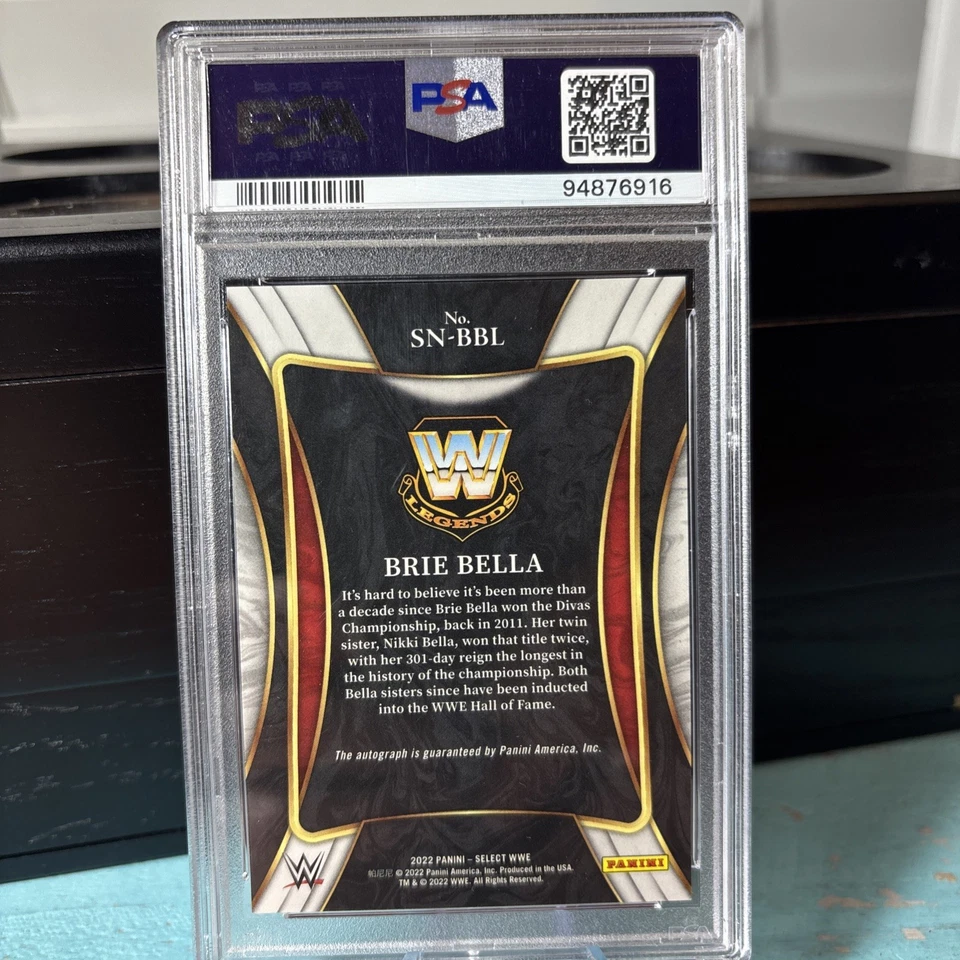 PSA
PSA
94876916
No.
SN-BBL
W
LEGENDS
BRIE BELLA
It's hard to believe it's been more than
a decade since Brie Bella won the Divas
Championship, back in 2011. Her twin
sister, Nikki Bella, won that title twice,
with her 301-day reign the longest in
the history of the championship. Both
Bella sisters since have been inducted
into the WWE Hall of Fame.
The autograph is guaranteed by Panini America, Inc.
W
2022 PANINI – SELECT WWE
帕尼尼 © 2022 Panini America, Inc. Produced in the USA.
TM & © 2022 WWE. All Rights Reserved.
PANINI
PSA